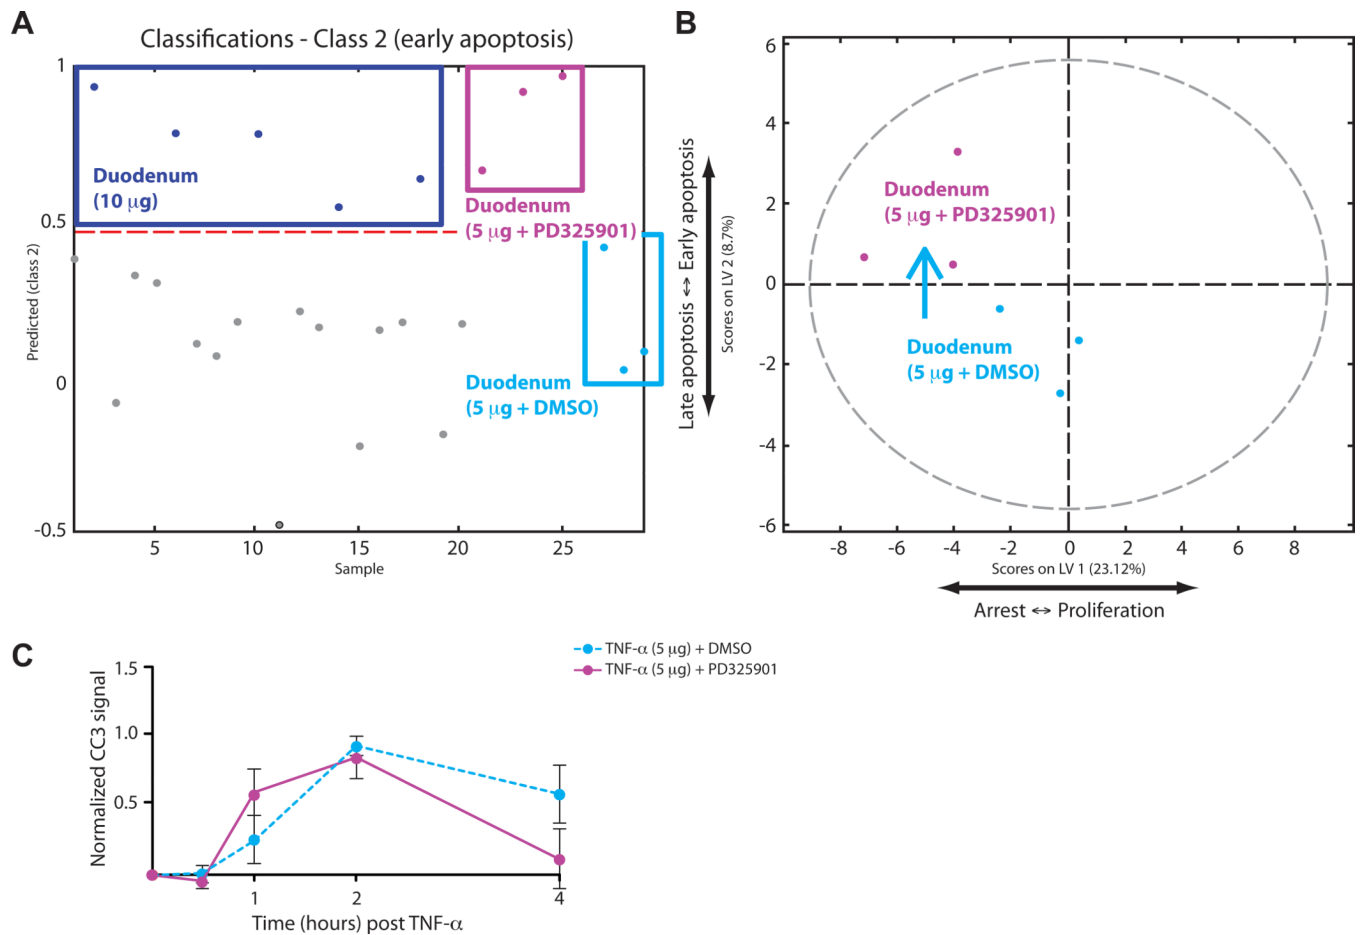 A
Classifications - Class 2 (early apoptosis)
1
0.5
0
-0.5
Predicted (class 2)
Duodenum
(10 µg)
Duodenum
(5 µg + PD325901)
Duodenum
(5 µg + DMSO)
5
10
15
20
25
Sample
B
6
4
2
0
-2
-4
-6
Late apoptosis ↔ Early apoptosis
Scores on LV 2 (8.7%)
Duodenum
(5 µg + PD325901)
Duodenum
(5 µg + DMSO)
-8
-6
-4
-2
0
2
4
6
8
Scores on LV 1 (23.12%)
Arrest ↔ Proliferation
C
TNF-α (5 µg) + DMSO
TNF-α (5 µg) + PD325901
1.5
1.0
0.5
Normalized CC3 signal
1
2
4
Time (hours) post TNF-α